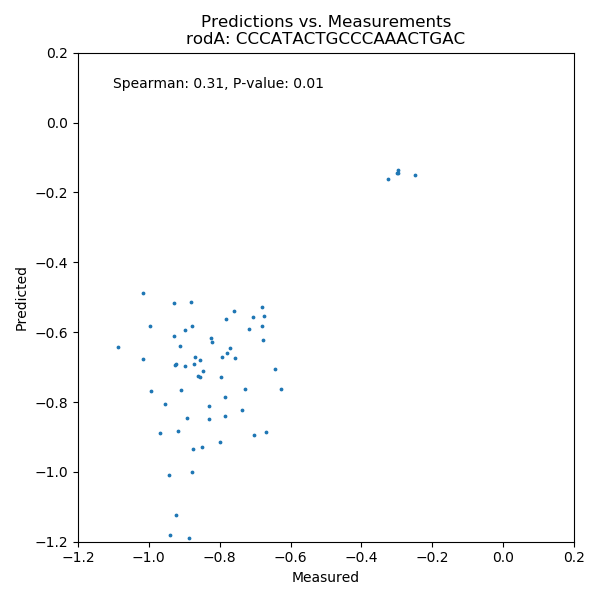 Predictions vs. Measurements
rodA: CCCATACTGCCCAAACTGAC
0.2
Spearman: 0.31, P-value: 0.01
0.0
−0.2
−0.4
Predicted
−0.6
−0.8
−1.0
−1.2
−1.2 −1.0 −0.8 −0.6 −0.4 −0.2 0.0 0.2
Measured